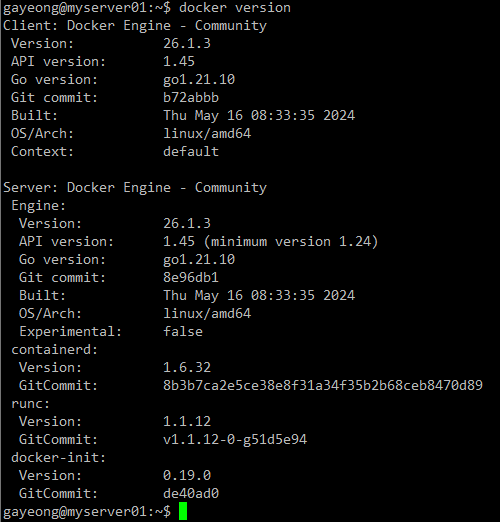 gayeong@myserver01:~$ docker version
Client: Docker Engine - Community
 Version:           26.1.3
 API version:       1.45
 Go version:        go1.21.10
 Git commit:        b72abbb
 Built:             Thu May 16 08:33:35 2024
 OS/Arch:           linux/amd64
 Context:           default

Server: Docker Engine - Community
 Engine:
  Version:          26.1.3
  API version:      1.45 (minimum version 1.24)
  Go version:       go1.21.10
  Git commit:       8e96db1
  Built:            Thu May 16 08:33:35 2024
  OS/Arch:          linux/amd64
  Experimental:     false
 containerd:
  Version:          1.6.32
  GitCommit:        8b3b7ca2e5ce38e8f31a34f35b2b68ceb8470d89
 runc:
  Version:          1.1.12
  GitCommit:        v1.1.12-0-g51d5e94
 docker-init:
  Version:          0.19.0
  GitCommit:        de40ad0
gayeong@myserver01:~$